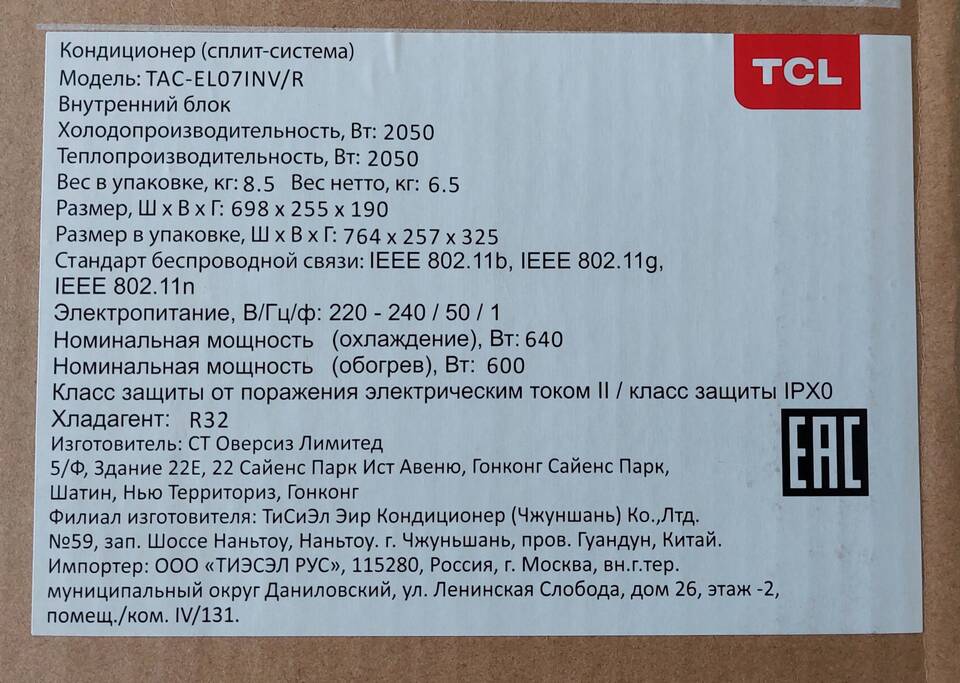 Кондиционер (сплит-система)
TCL
Модель: TAC-EL07INV/R
Внутренний блок
Холодопроизводительность, Вт: 2050
Теплопроизводительность, Вт: 2050
Вес в упаковке, кг: 8.5 Вес нетто, кг: 6.5
Размер, Ш х В х Г: 698 x 255 x 190
Размер в упаковке, Ш х В х Г: 764 x 257 x 325
Стандарт беспроводной связи: IEEE 802.11b, IEEE 802.11g,
IEEE 802.11n
Электропитание, В/Гц/ф: 220 - 240 / 50 / 1
Номинальная мощность (охлаждение), Вт: 640
Номинальная мощность (обогрев), Вт: 600
Класс защиты от поражения электрическим током II / класс защиты IPX0
Хладагент: R32
EAC
Изготовитель: СТ Оверсиз Лимитед
5/Ф, Здание 22Е, 22 Сайенс Парк Ист Авеню, Гонконг Сайенс Парк,
Шатин, Нью Территориз, Гонконг
Филиал изготовителя: ТиСиЭл Эир Кондиционер (Чжуншань) Ко.,Лтд.
№59, зап. Шоссе Наньтоу, Наньтоу. г. Чжуньшань, пров. Гуандун, Китай.
Импортер: ООО «ТИЭСЭЛ РУС», 115280, Россия, г. Москва, вн.г.тер.
муниципальный округ Даниловский, ул. Ленинская Слобода, дом 26, этаж -2,
помещ./ком. IV/131.